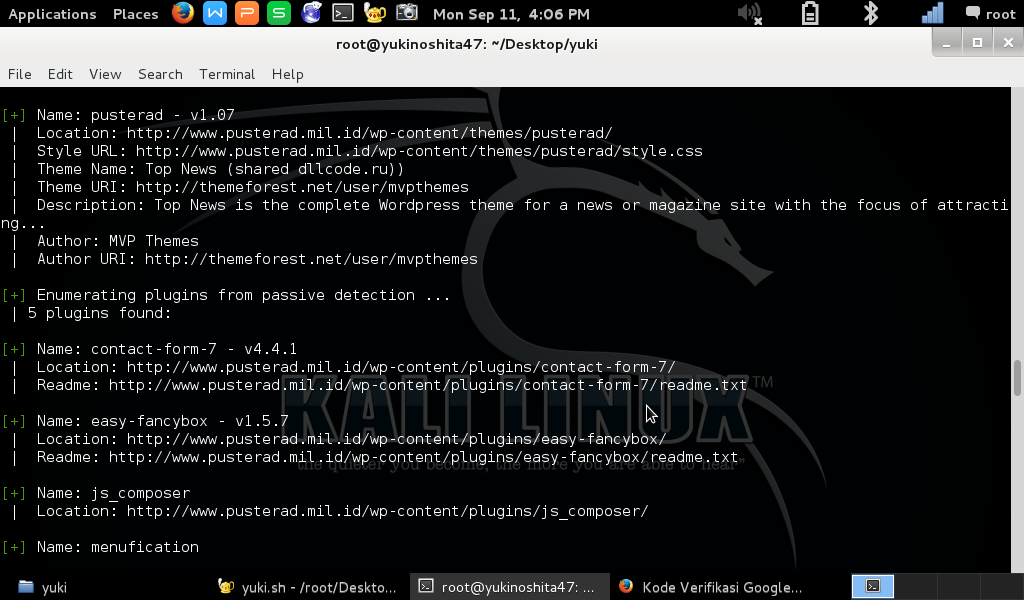 Applications Places Mon Sep 11, 4:06 PM root
root@yukinoshita47: ~/Desktop/yuki
File Edit View Search Terminal Help
[+] Name: pusterad - v1.07
| Location: http://www.pusterad.mil.id/wp-content/themes/pusterad/
| Style URL: http://www.pusterad.mil.id/wp-content/themes/pusterad/style.css
| Theme Name: Top News (shared dllcode.ru))
| Theme URI: http://themeforest.net/user/mvpthemes
| Description: Top News is the complete Wordpress theme for a news or magazine site with the focus of attracti
ng...
| Author: MVP Themes
| Author URI: http://themeforest.net/user/mvpthemes
[+] Enumerating plugins from passive detection ...
| 5 plugins found:
[+] Name: contact-form-7 - v4.4.1
| Location: http://www.pusterad.mil.id/wp-content/plugins/contact-form-7/
| Readme: http://www.pusterad.mil.id/wp-content/plugins/contact-form-7/readme.txt
KALI LINUX TM
[+] Name: easy-fancybox - v1.5.7
| Location: http://www.pusterad.mil.id/wp-content/plugins/easy-fancybox/
| Readme: http://www.pusterad.mil.id/wp-content/plugins/easy-fancybox/readme.txt
the quieter you become, the more you are able to hear"
[+] Name: js_composer
| Location: http://www.pusterad.mil.id/wp-content/plugins/js_composer/
[+] Name: menufication
yuki yuki.sh - /root/Deskto... root@yukinoshita47: ... Kode Verifikasi Google...